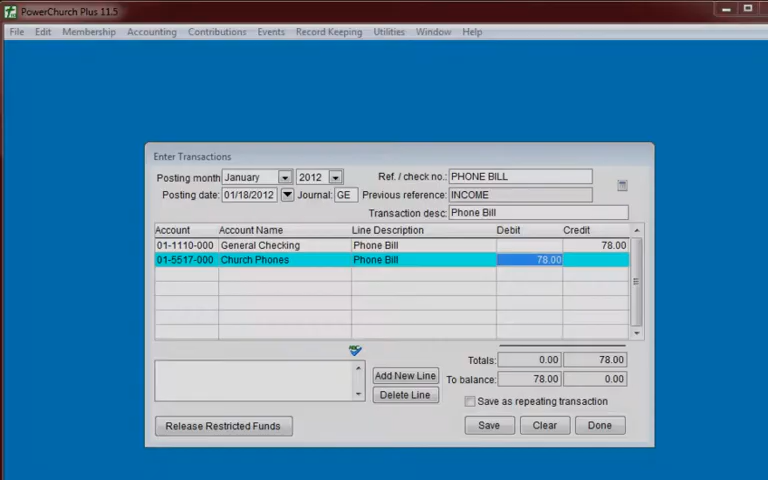 PowerChurch Plus 11.5
File Edit Membership Accounting Contributions Events Record Keeping Utilities Window Help
Enter Transactions
Posting month January 2012 Ref. / check no.: PHONE BILL
Posting date: 01/18/2012 Journal: GE Previous reference: INCOME
Transaction desc: Phone Bill
Account Account Name Line Description Debit Credit
01-1110-000 General Checking Phone Bill 78.00
01-5517-000 Church Phones Phone Bill 78.00
ABC
Totals: 0.00 78.00
Add New Line To balance: 78.00 0.00
Delete Line Save as repeating transaction
Release Restricted Funds Save Clear Done